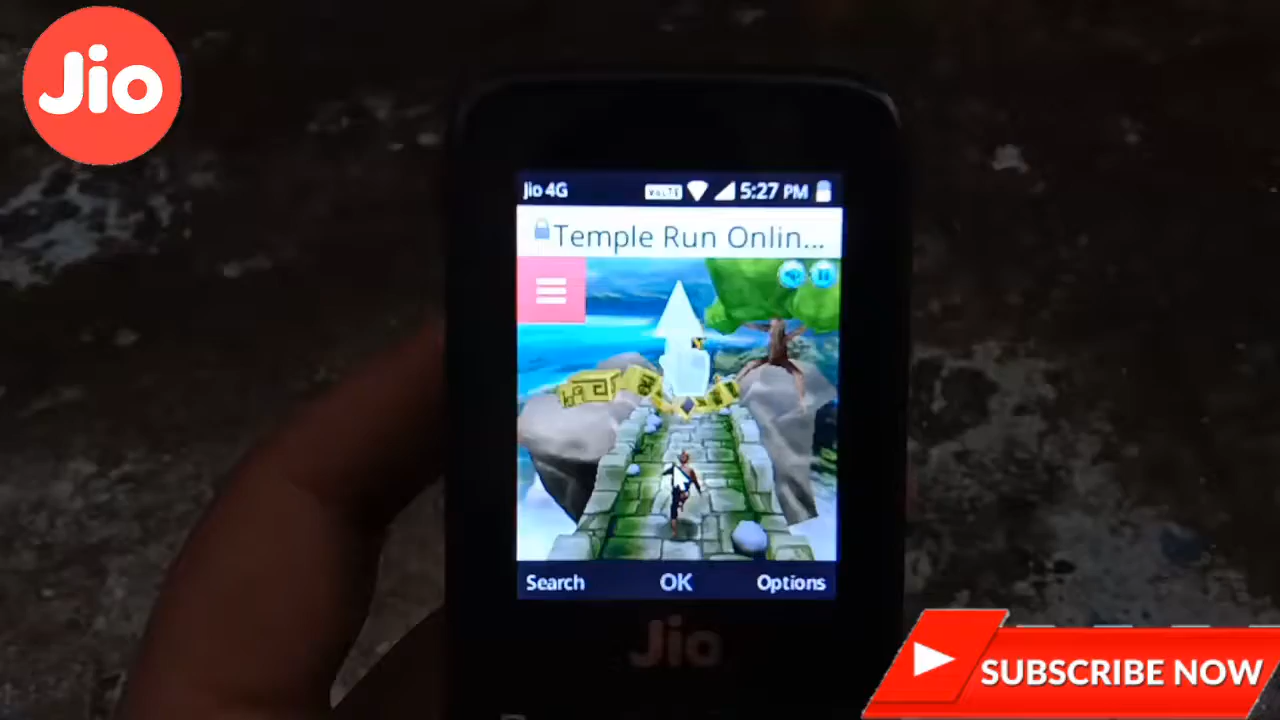 Jio
Jio 4G VoLTE 5:27 PM
Temple Run Onlin...
Search OK Options
Jio
SUBSCRIBE NOW